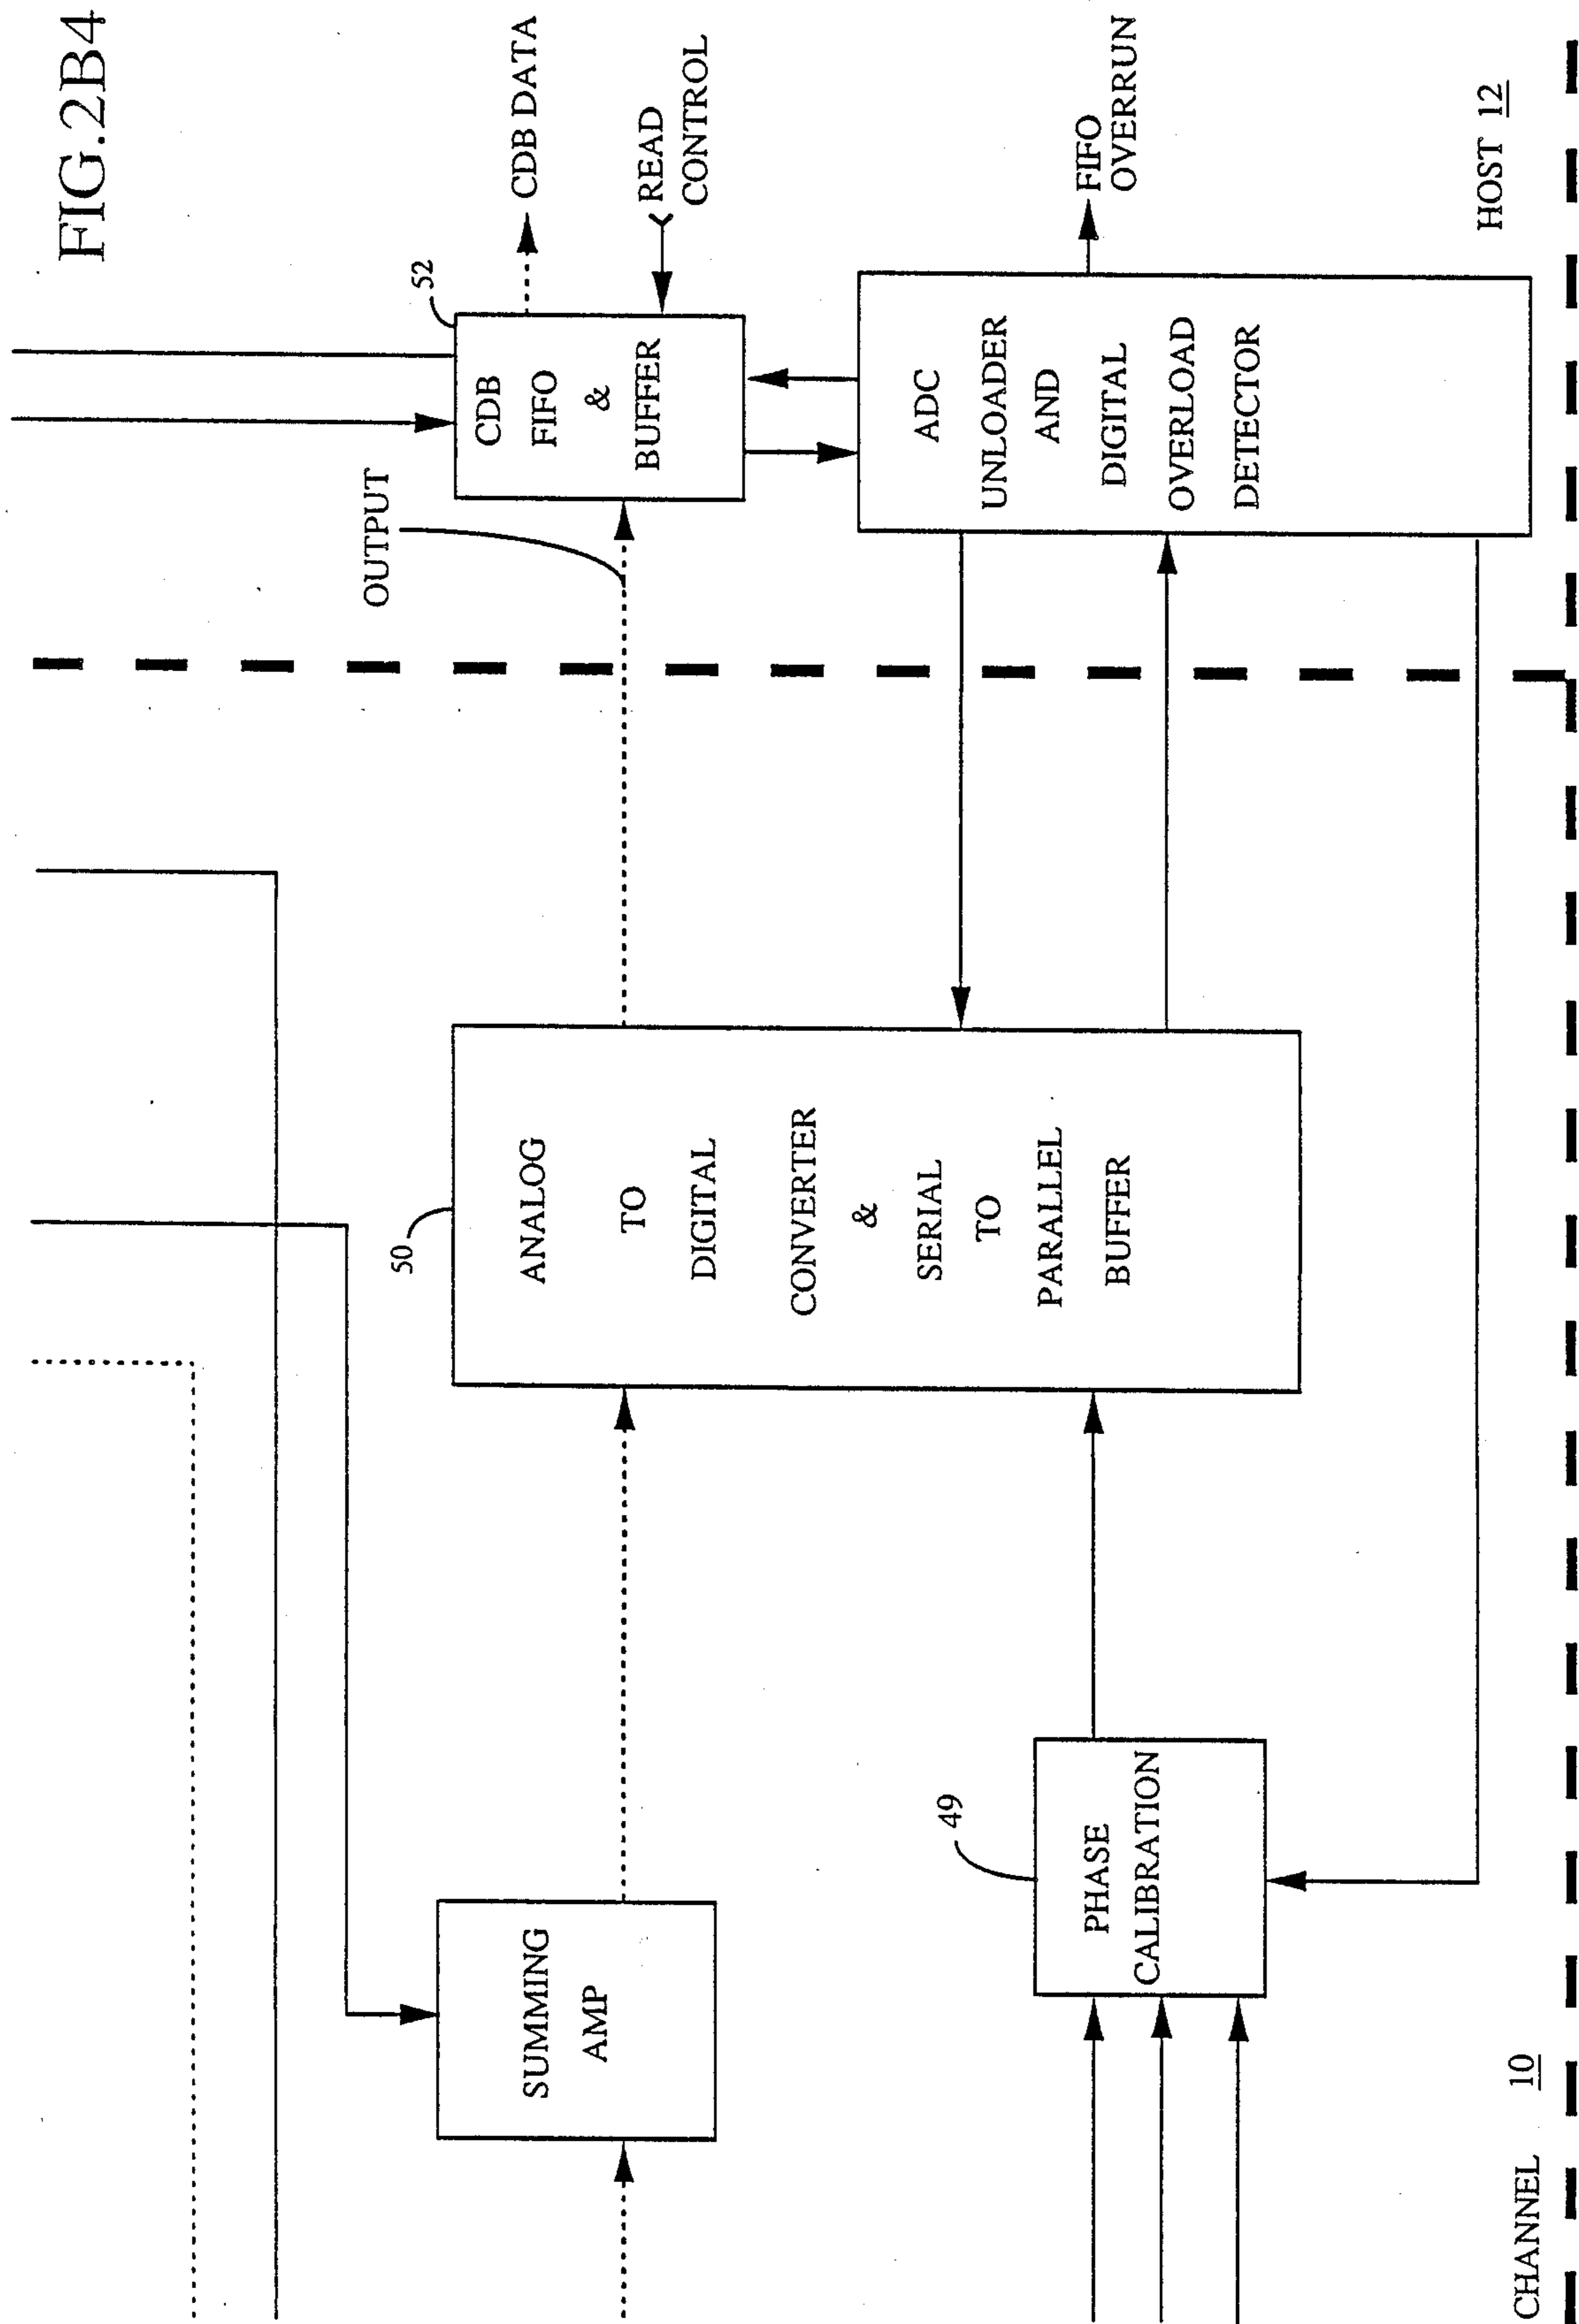 FIG.2B4
SUMMING
AMP
50
ANALOG
TO
DIGITAL
CONVERTER
&
SERIAL
TO
PARALLEL
BUFFER
OUTPUT
52
CDB
FIFO
&
BUFFER
CDB DATA
READ
CONTROL
49
PHASE
CALIBRATION
ADC
UNLOADER
AND
DIGITAL
OVERLOAD
DETECTOR
FIFO
OVERRUN
CHANNEL 10
HOST 12